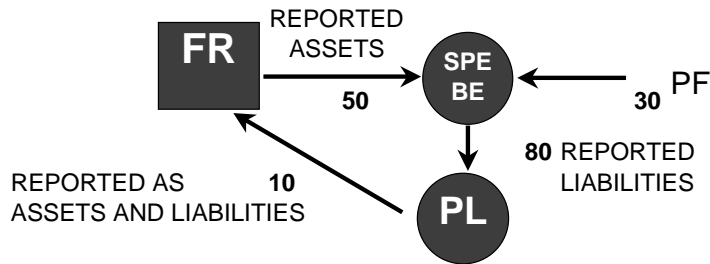 REPORTED
ASSETS
FR
SPE
BE
50
30 PF
80 REPORTED
LIABILITIES
REPORTED AS 10
ASSETS AND LIABILITIES
PL